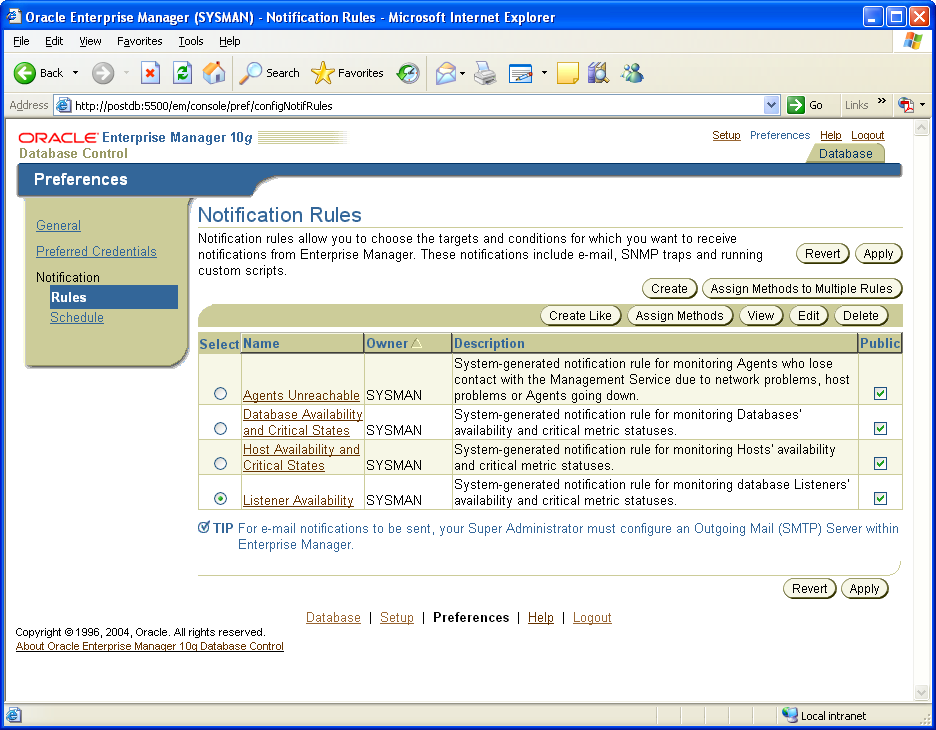 Oracle Enterprise Manager (SYSMAN) - Notification Rules - Microsoft Internet Explorer
File Edit View Favorites Tools Help
Back Search Favorites
Address http://postdb:5500/em/console/pref/configNotifRules Go Links »
ORACLE Enterprise Manager 10g
Database Control
Setup Preferences Help Logout
Database
Preferences
General
Preferred Credentials
Notification
Rules
Schedule
Notification Rules
Notification rules allow you to choose the targets and conditions for which you want to receive
notifications from Enterprise Manager. These notifications include e-mail, SNMP traps and running
custom scripts.
Revert Apply
Create Assign Methods to Multiple Rules
Create Like Assign Methods View Edit Delete
Select Name Owner Description Public
Agents Unreachable SYSMAN System-generated notification rule for monitoring Agents who lose
contact with the Management Service due to network problems, host
problems or Agents going down.
Database Availability
and Critical States SYSMAN System-generated notification rule for monitoring Databases'
availability and critical metric statuses.
Host Availability and
Critical States SYSMAN System-generated notification rule for monitoring Hosts' availability
and critical metric statuses.
Listener Availability SYSMAN System-generated notification rule for monitoring database Listeners'
availability and critical metric statuses.
TIP For e-mail notifications to be sent, your Super Administrator must configure an Outgoing Mail (SMTP) Server within
Enterprise Manager.
Revert Apply
Database | Setup | Preferences | Help | Logout
Copyright © 1996, 2004, Oracle. All rights reserved.
About Oracle Enterprise Manager 10g Database Control
Local intranet